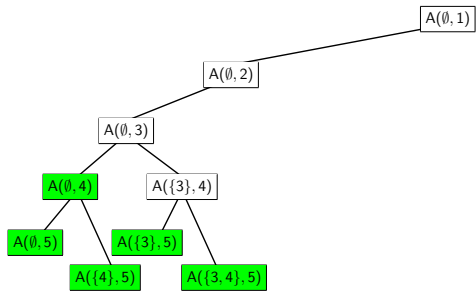 A(∅, 1)
A(∅, 2)
A(∅, 3)
A(∅, 4)
A({3}, 4)
A(∅, 5)
A({3}, 5)
A({4}, 5)
A({3, 4}, 5)